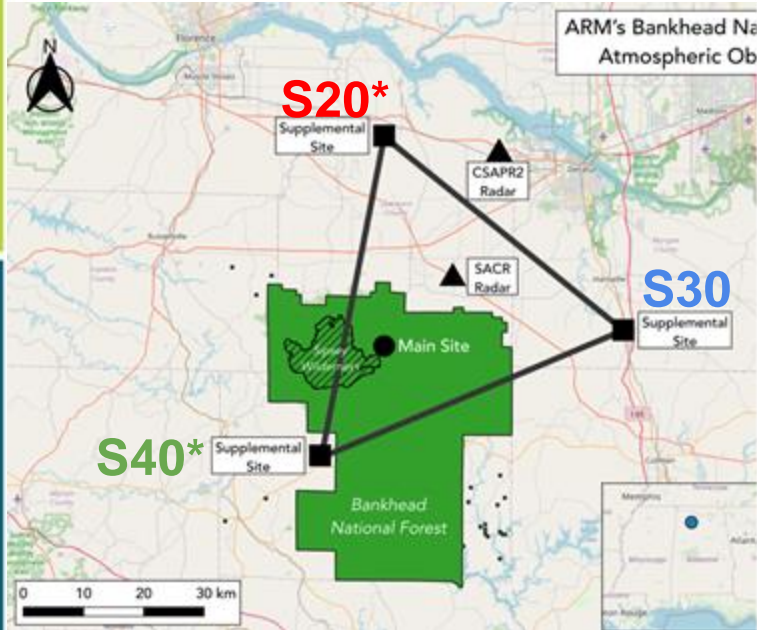 ARM's Bankhead Na
Atmospheric Ob
N
Florence
S20*
Supplemental
Site
CSAPR2
Radar
SACR
Radar
S30
Supplemental
Site
Main Site
S40*
Supplemental
Site
Bankhead
National Forest
Memphis
0 10 20 30 km